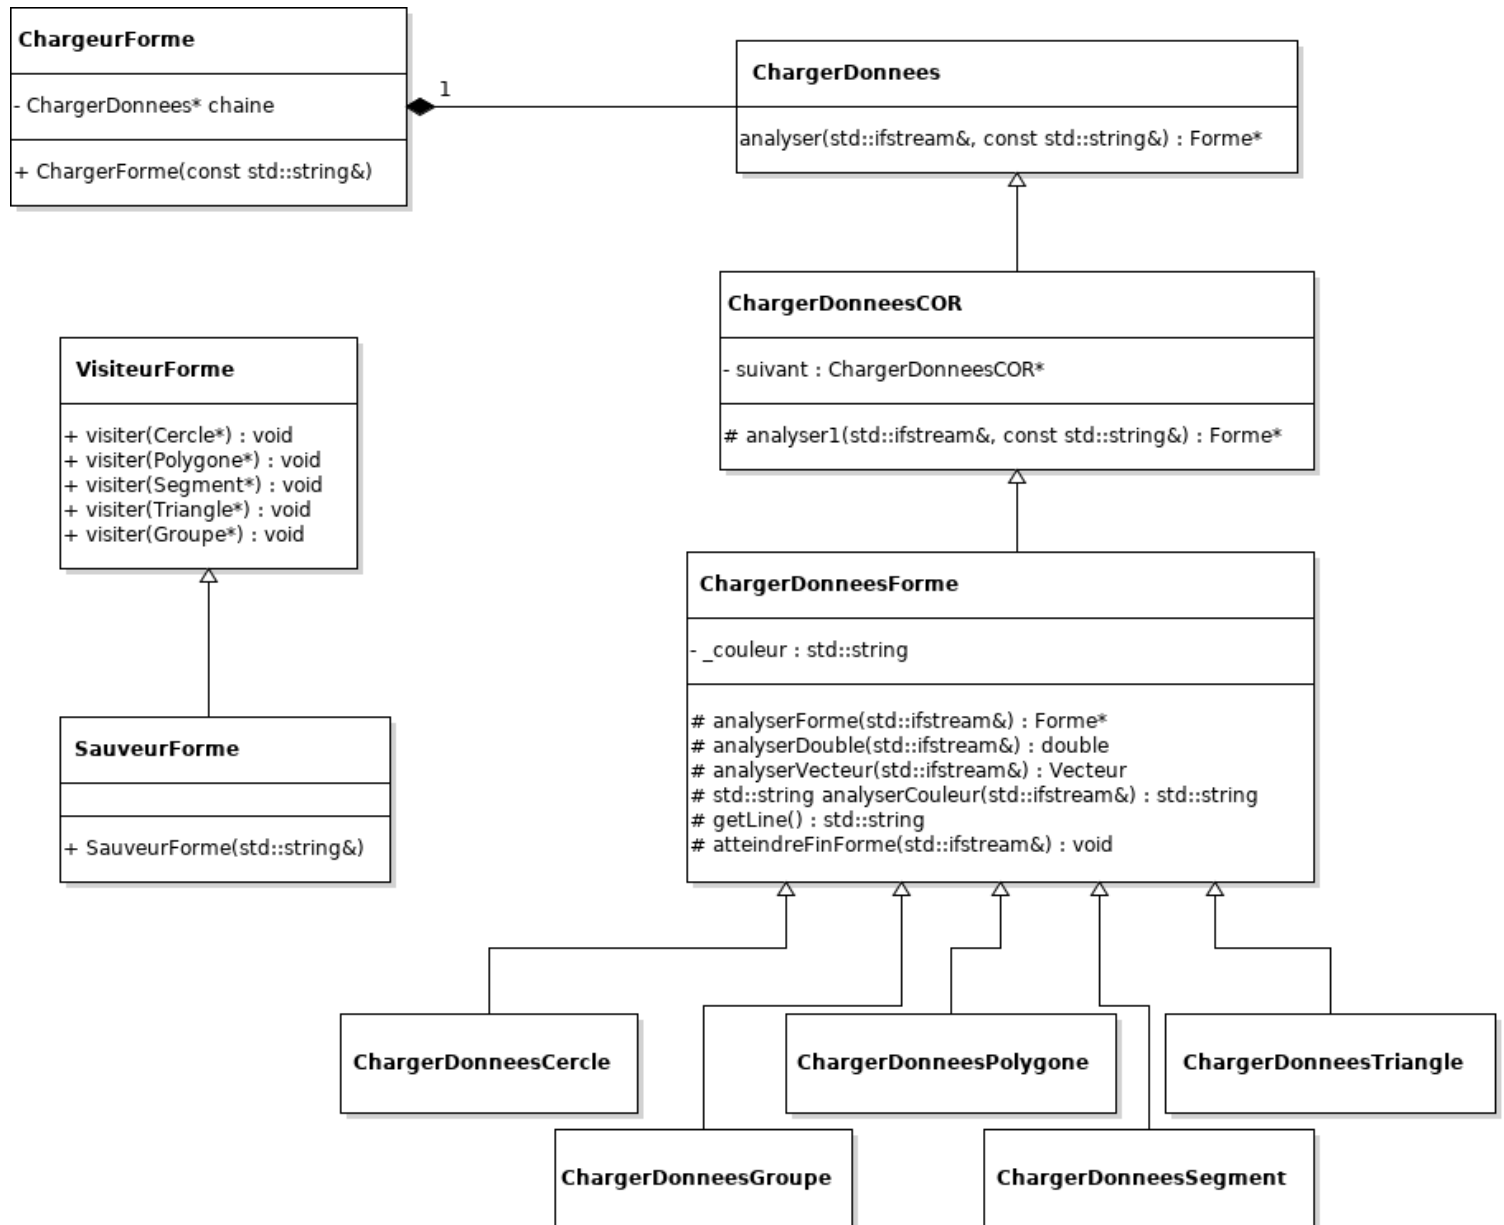 ChargeurForme
- ChargerDonnees* chaine
+ ChargerForme(const std::string&)
1
ChargerDonnees
analyser(std::ifstream&, const std::string&) : Forme*
ChargerDonneesCOR
- suivant : ChargerDonneesCOR*
# analyser1(std::ifstream&, const std::string&) : Forme*
VisiteurForme
+ visiter(Cercle*) : void
+ visiter(Polygone*) : void
+ visiter(Segment*) : void
+ visiter(Triangle*) : void
+ visiter(Groupe*) : void
ChargerDonneesForme
- _couleur : std::string
# analyserForme(std::ifstream&) : Forme*
# analyserDouble(std::ifstream&) : double
# analyserVecteur(std::ifstream&) : Vecteur
# std::string analyserCouleur(std::ifstream&) : std::string
# getLine() : std::string
# atteindreFinForme(std::ifstream&) : void
SauveurForme
+ SauveurForme(std::string&)
ChargerDonneesCercle
ChargerDonneesPolygone
ChargerDonneesTriangle
ChargerDonneesGroupe
ChargerDonneesSegment